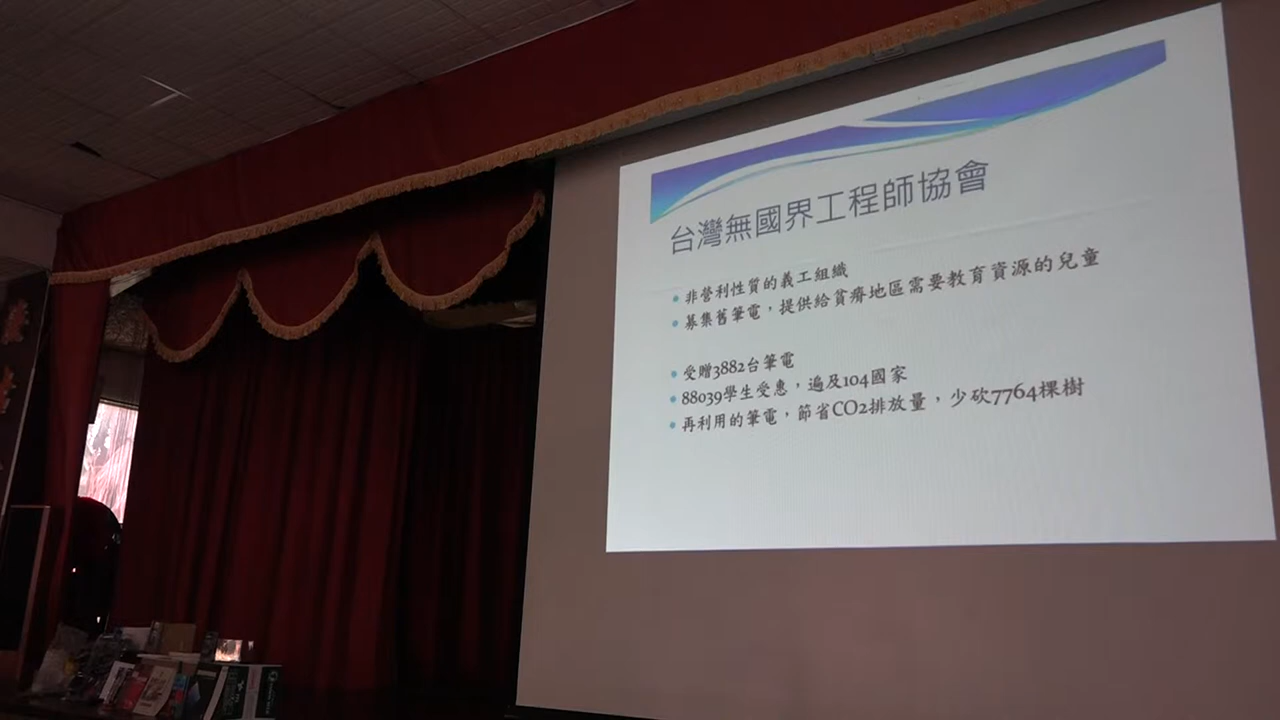 台灣無國界工程師協會
非營利性質的義工組織
募集舊筆電，提供給貧瘠地區需要教育資源的兒童
受贈3882台筆電
88039學生受惠，遍及104國家
再利用的筆電，節省CO2排放量，少砍7764棵樹